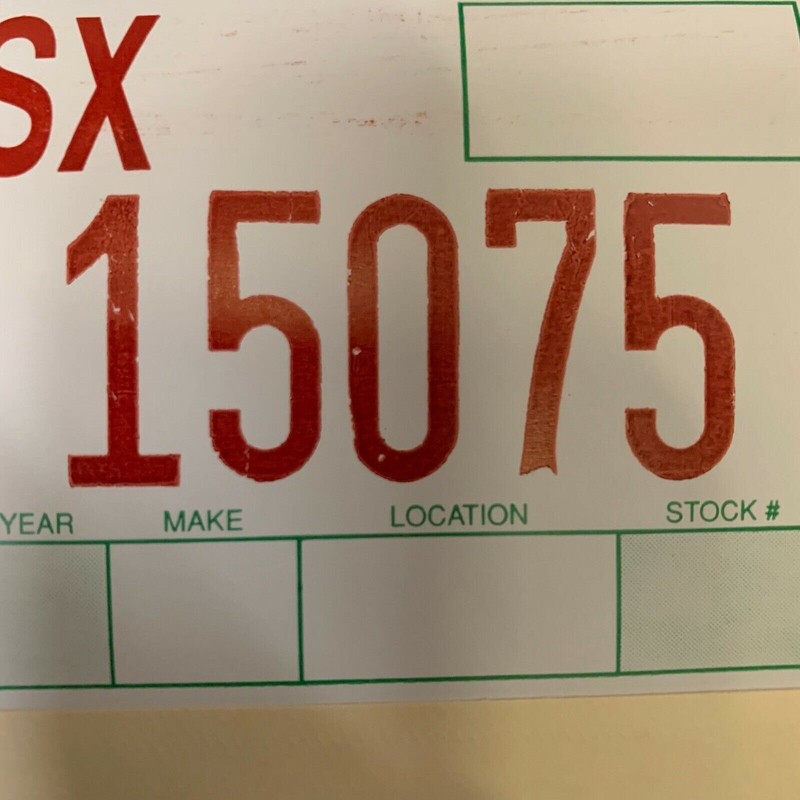 SX
15075
YEAR MAKE LOCATION STOCK #